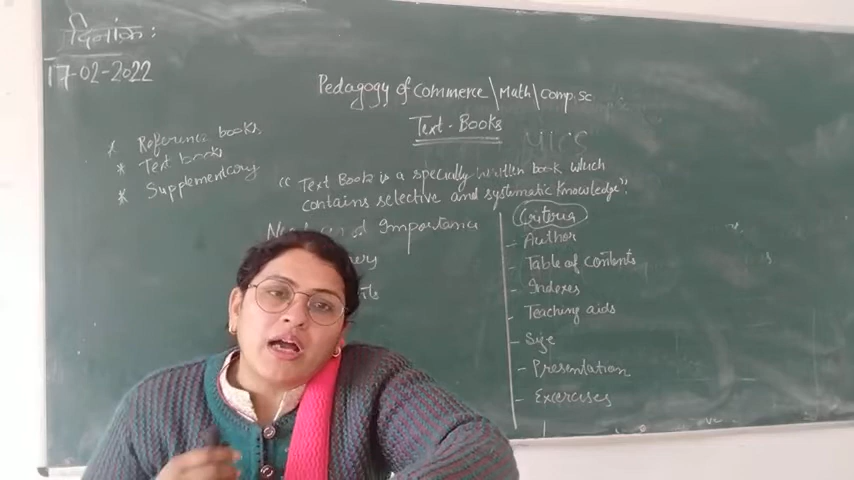 दिनांक:
17-02-2022
Pedagogy of Commerce\Math\Comp.Sc
Text-Books
* Reference books
* Text books
* Supplementary
"Text Book is a specially written book which
contains selective and systematic knowledge".
Importance
Criteria
- Author
- Table of Contents
- Indexes
- Teaching aids
- Size
- Presentation
- Exercises